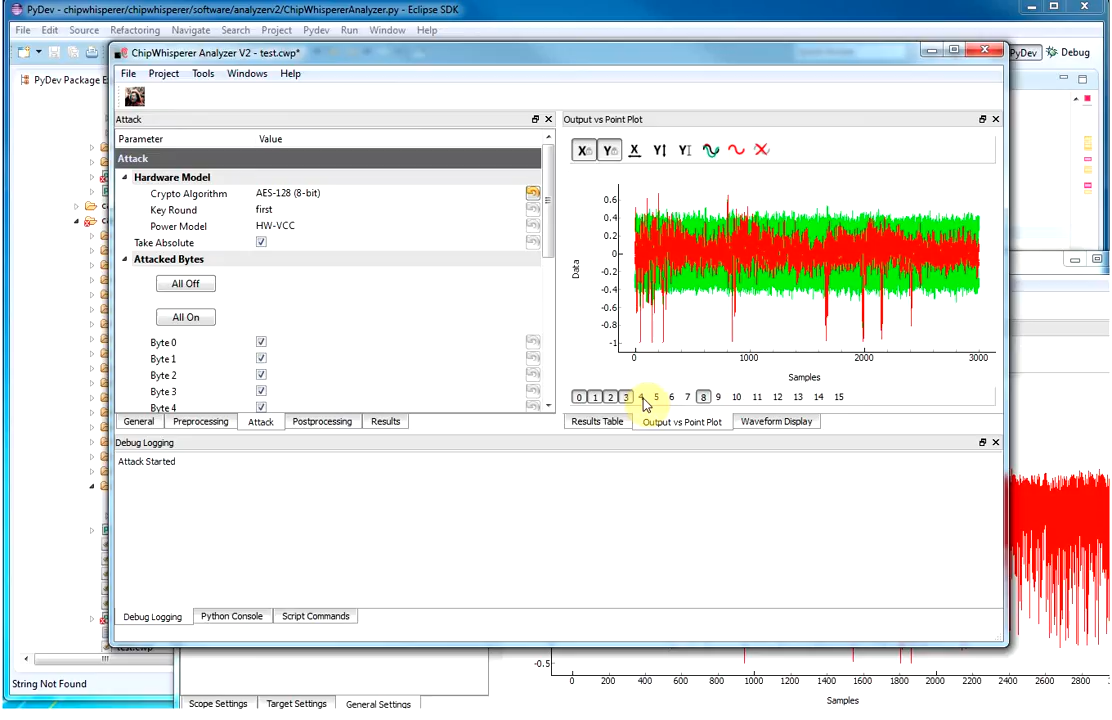 PyDev - chipwhisperer/chipwhisperer/software/analyzerv2/ChipWhispererAnalyzer.py - Eclipse SDK
File Edit Source Refactoring Navigate Search Project Pydev Run Window Help
ChipWhisperer Analyzer V2 - test.cwp*
PyDev Debug
File Project Tools Windows Help
PyDev Package E
Attack
Parameter Value
Attack
Hardware Model
Crypto Algorithm AES-128 (8-bit)
Key Round first
Power Model HW-VCC
Take Absolute
Attacked Bytes
All Off
All On
Byte 0
Byte 1
Byte 2
Byte 3
Byte 4
General Preprocessing Attack Postprocessing Results
Output vs Point Plot
X Y X Y Y
0.6
0.4
0.2
0
-0.2
-0.4
-0.6
-0.8
-1
Data
0 1000 2000 3000
Samples
0 1 2 3 4 5 6 7 8 9 10 11 12 13 14 15
Results Table Output vs Point Plot Waveform Display
Debug Logging
Attack Started
Debug Logging Python Console Script Commands
test.cwp
String Not Found
-0.5
0 200 400 600 800 1000 1200 1400 1600 1800 2000 2200 2400 2600 2800
Samples
Scope Settings Target Settings General Settings